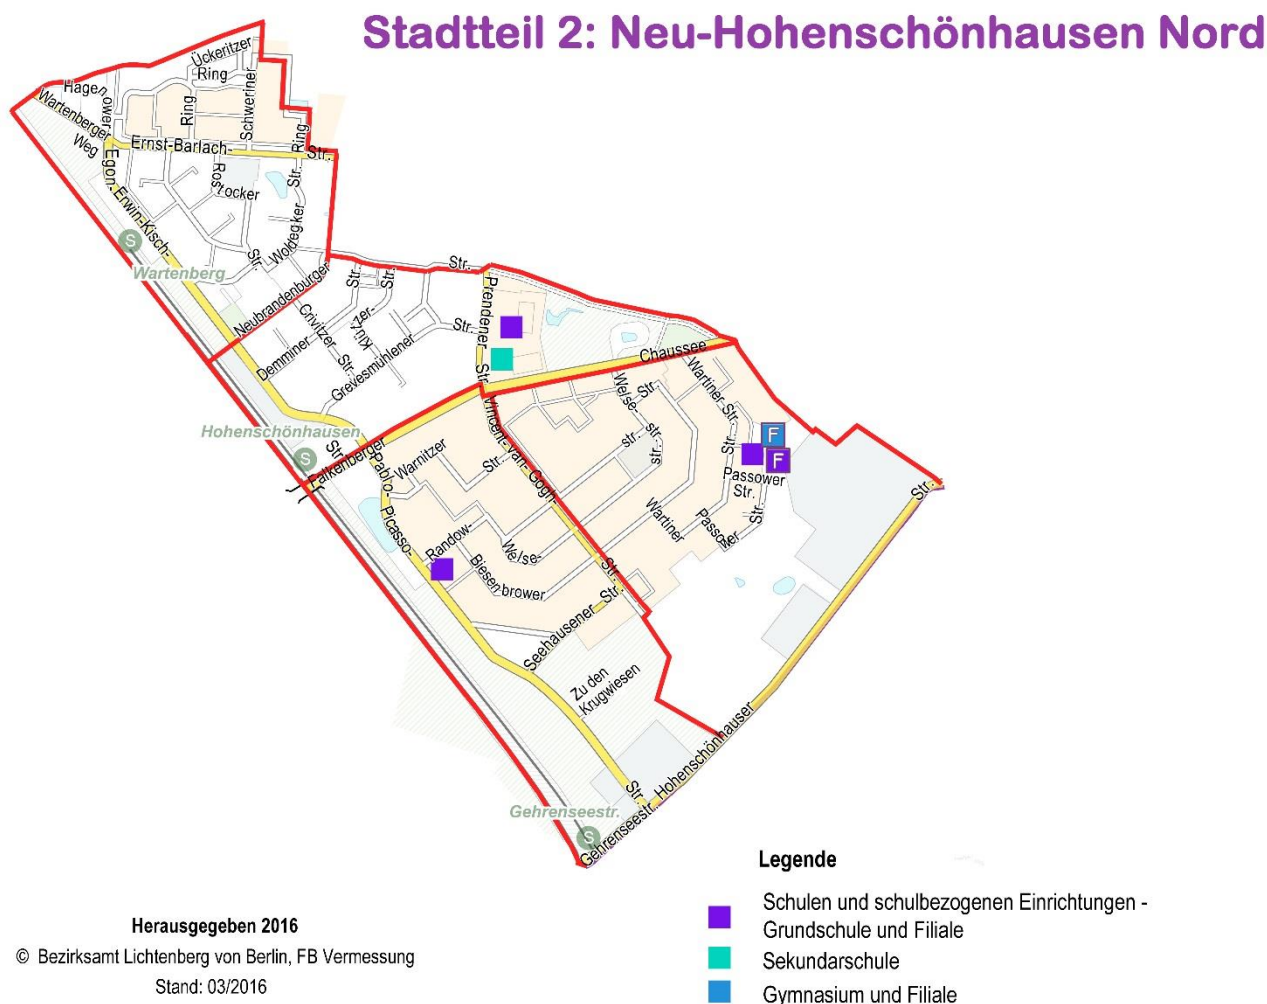 Stadtteil 2: Neu-Hohenschönhausen Nord
Ückeritzer
Ring
Hagenower
Wartenberger
Weg
Ring
Schweriner
Ring
Ernst-Barlach-
Str.
Egon-
Erwin-Kisch-
Str.
Rostocker
Str.
Woldegker
Wartenberg
S
Neubrandenburger
Str.
Str.
Str.
Crivitzer
Str.
Klützer-
Demminer
Grevesmühlener
Str.
Prendener
Str.
Chaussee
Hohenschönhausen
S
Str.
Falkenberger
Pablo-
Picasso-
Str.
Warnitzer
Str.
Vincent-van-
Gogh-
Str.
Welse-
str.
str.
str.
Str.
Wartiner
Str.
Str.
F
F
Passower
Str.
Passower
Str.
Wartiner
Randow-
Welse-
Biesenbrower
Str.
Seehausener
Zu den
Krugwiesen
Str.
Hohenschönhauser
Gehrenseestr.
S
Gehrenseestr.
Legende
Schulen und schulbezogenen Einrichtungen -
Grundschule und Filiale
Sekundarschule
Gymnasium und Filiale
Herausgegeben 2016
© Bezirksamt Lichtenberg von Berlin, FB Vermessung
Stand: 03/2016